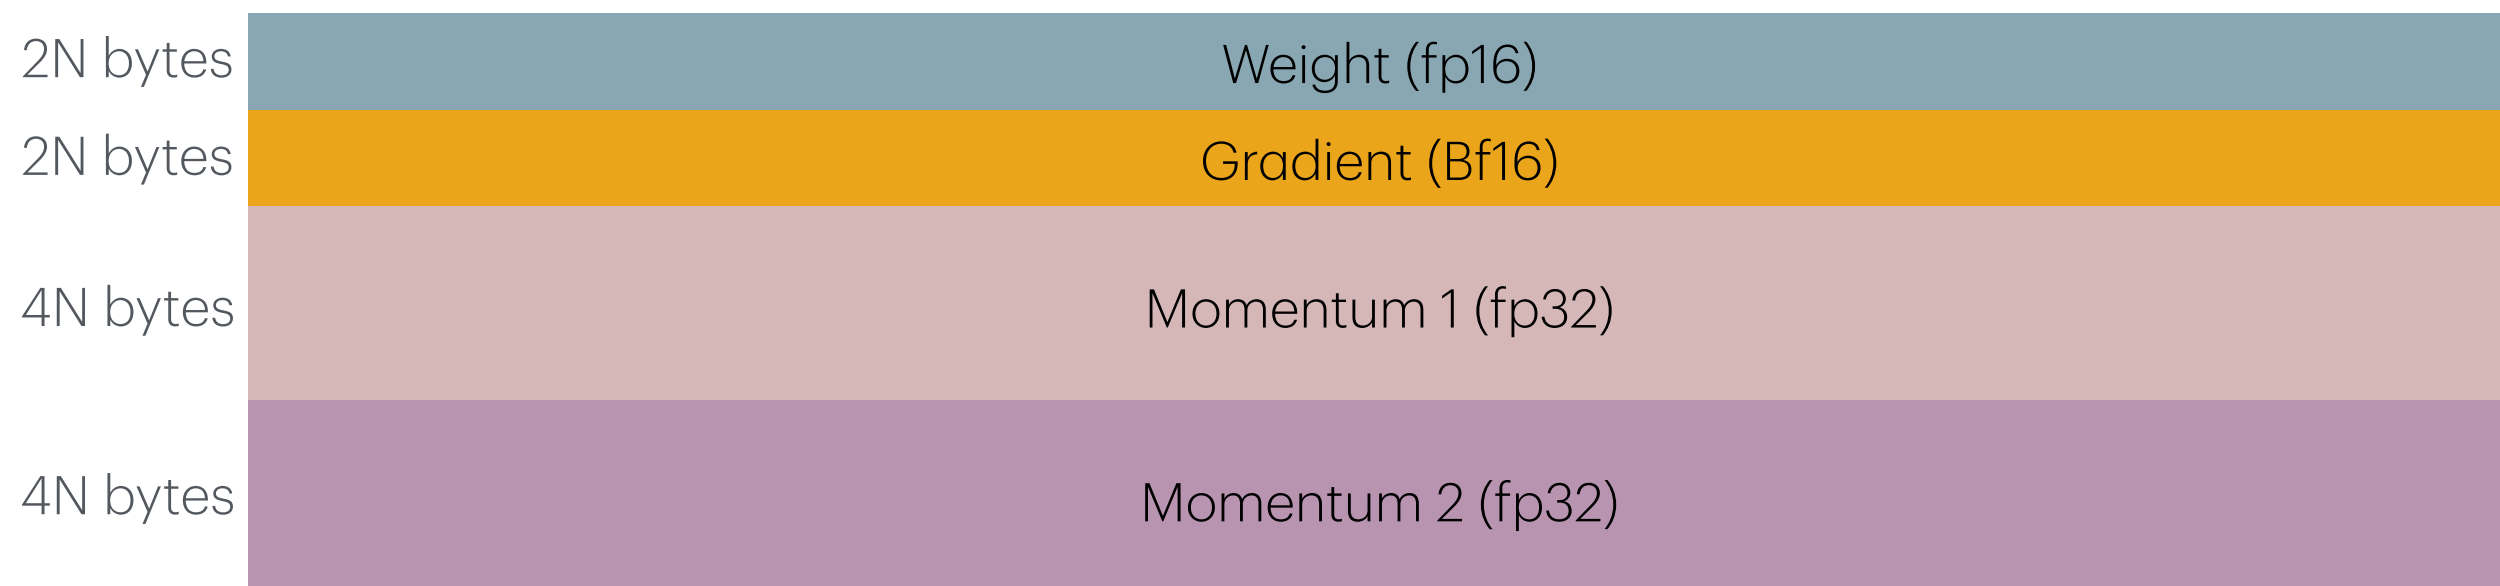 2N bytes Weight (fp16)
2N bytes Gradient (Bf16)
4N bytes Momentum 1 (fp32)
4N bytes Momentum 2 (fp32)